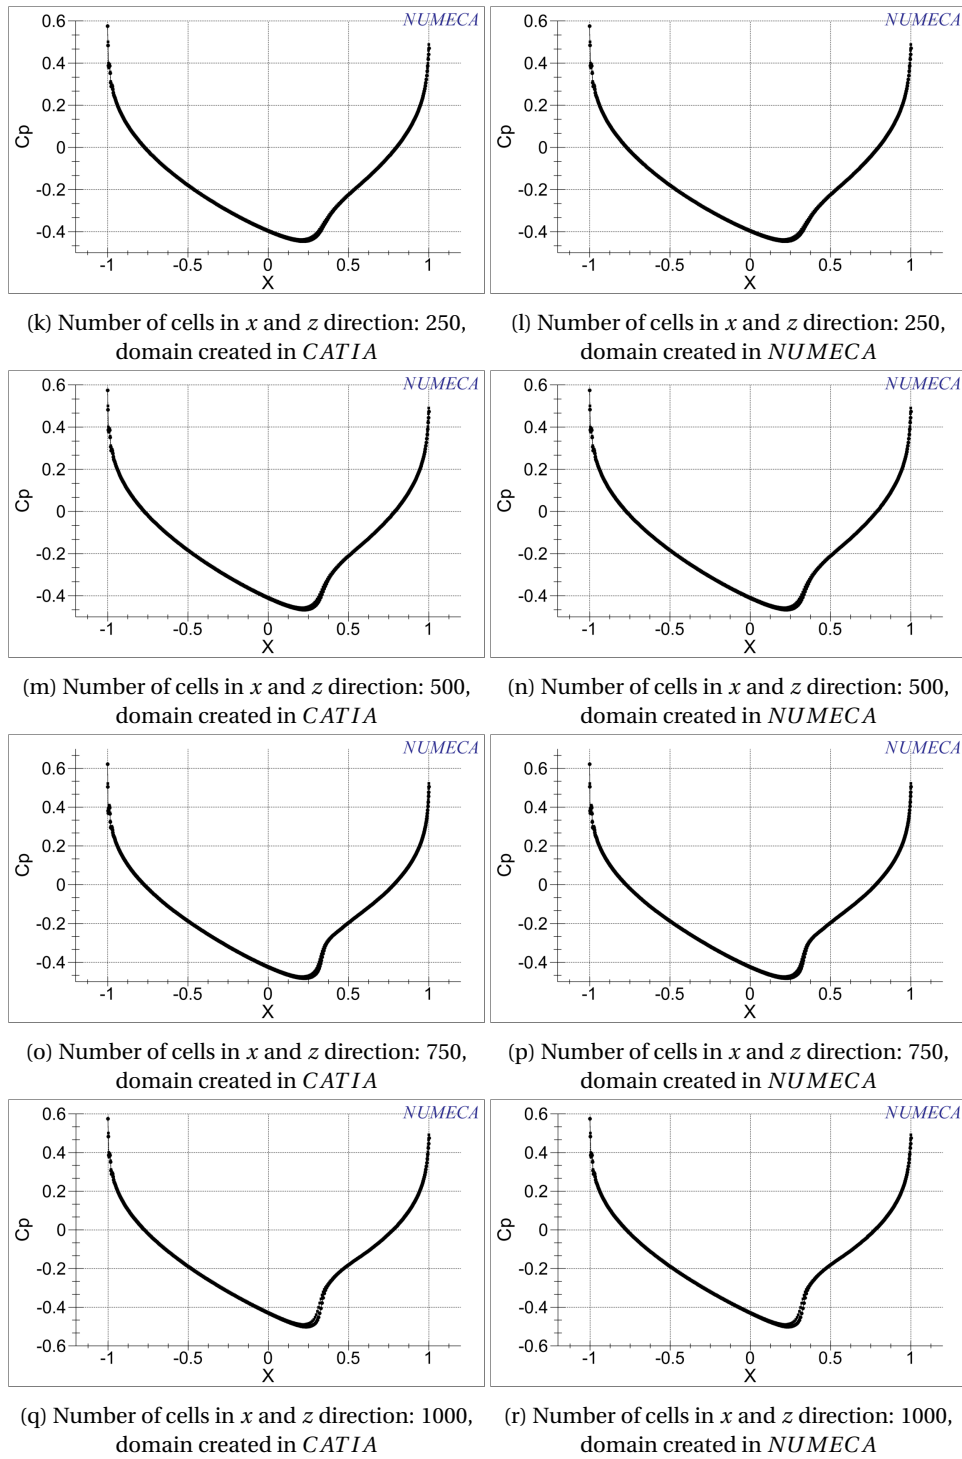 NUMECA
0.6
0.4
0.2
0
-0.2
-0.4
Cp
-1
-0.5
0
0.5
1
X
NUMECA
0.6
0.4
0.2
0
-0.2
-0.4
Cp
-1
-0.5
0
0.5
1
X
(k) Number of cells in x and z direction: 250,
domain created in CATIA
(l) Number of cells in x and z direction: 250,
domain created in NUMECA
NUMECA
0.6
0.4
0.2
0
-0.2
-0.4
Cp
-1
-0.5
0
0.5
1
X
NUMECA
0.6
0.4
0.2
0
-0.2
-0.4
Cp
-1
-0.5
0
0.5
1
X
(m) Number of cells in x and z direction: 500,
domain created in CATIA
(n) Number of cells in x and z direction: 500,
domain created in NUMECA
NUMECA
0.6
0.4
0.2
0
-0.2
-0.4
Cp
-1
-0.5
0
0.5
1
X
NUMECA
0.6
0.4
0.2
0
-0.2
-0.4
Cp
-1
-0.5
0
0.5
1
X
(o) Number of cells in x and z direction: 750,
domain created in CATIA
(p) Number of cells in x and z direction: 750,
domain created in NUMECA
NUMECA
0.6
0.4
0.2
0
-0.2
-0.4
-0.6
Cp
-1
-0.5
0
0.5
1
X
NUMECA
0.6
0.4
0.2
0
-0.2
-0.4
-0.6
Cp
-1
-0.5
0
0.5
1
X
(q) Number of cells in x and z direction: 1000,
domain created in CATIA
(r) Number of cells in x and z direction: 1000,
domain created in NUMECA